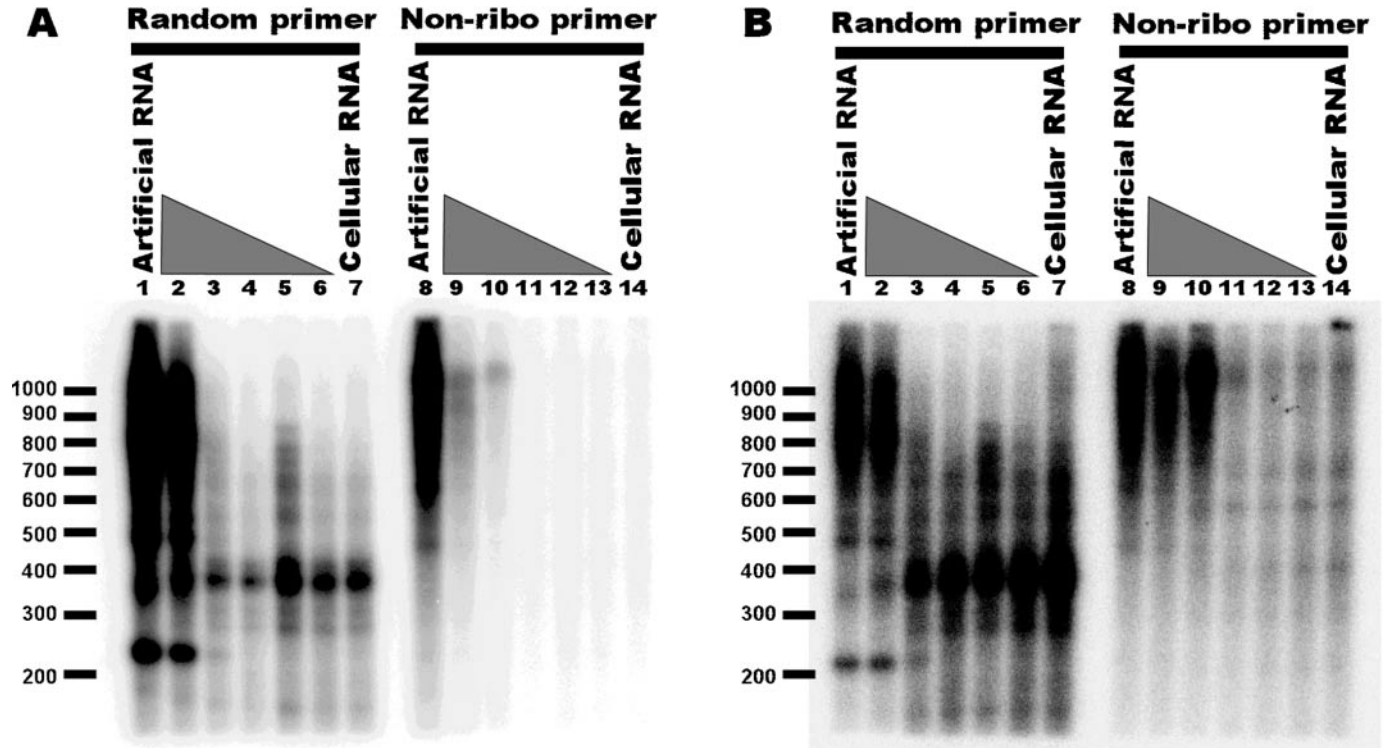 A
Random primer
Non-ribo primer
Artificial RNA
Cellular RNA
Artificial RNA
Cellular RNA
1 2 3 4 5 6 7 8 9 10 11 12 13 14
1000
900
800
700
600
500
400
300
200
B
Random primer
Non-ribo primer
Artificial RNA
Cellular RNA
Artificial RNA
Cellular RNA
1 2 3 4 5 6 7 8 9 10 11 12 13 14
1000
900
800
700
600
500
400
300
200